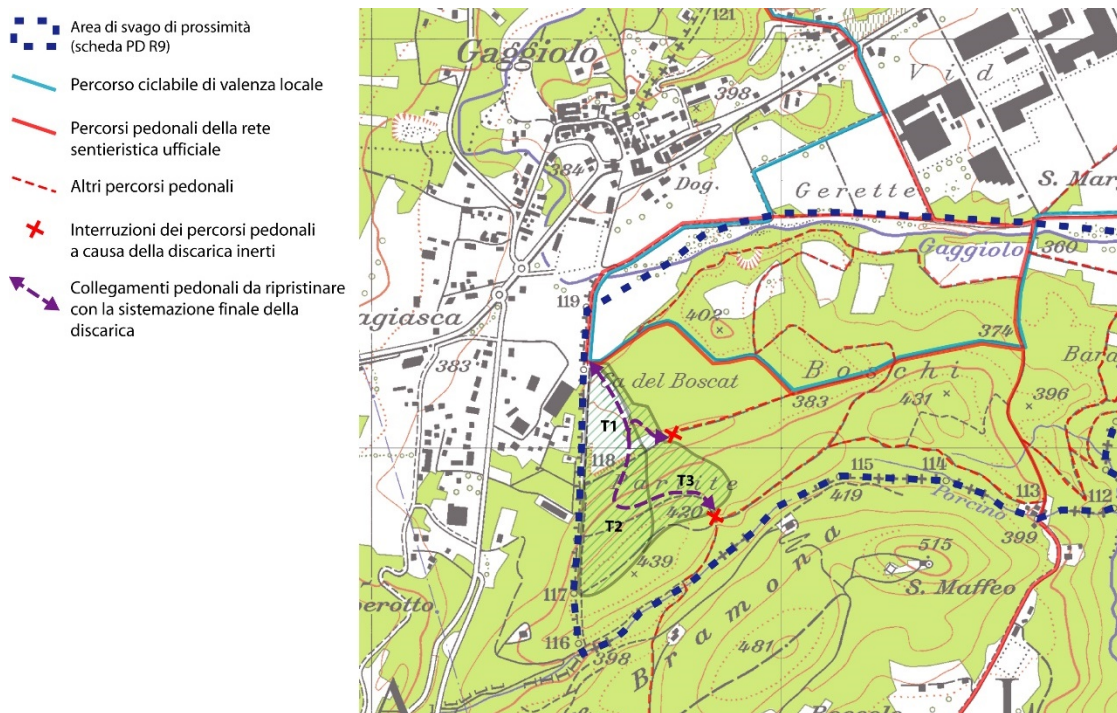 Area di svago di prossimità
(scheda PD R9)
Percorso ciclabile di valenza locale
Percorsi pedonali della rete
sentieristica ufficiale
Altri percorsi pedonali
Interruzioni dei percorsi pedonali
a causa della discarica inerti
Collegamenti pedonali da ripristinare
con la sistemazione finale della
discarica
121
Gaggiolo
Vid
398
384
Dog.
Gerette
S. Mar
Gaggiolo
360
119
agiasca
402
374
383
a del Boscat
Boschi
Bar
383
431
396
T1
118
115
114
T3
419
Porcino
113
112
420
T2
399
439
515
S. Maffeo
117
perotto
116
398
Bramona
481
A
I